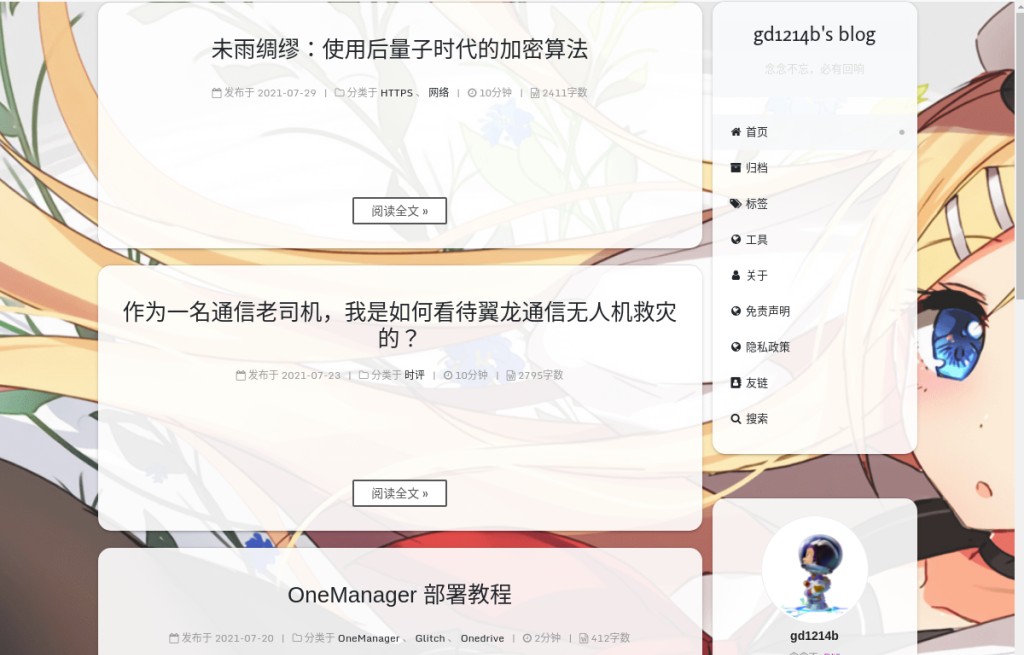 未雨绸缪：使用后量子时代的加密算法
发布于 2021-07-29 | 分类于 HTTPS 、 网络 | 10分钟 | 2411字数
阅读全文 »
作为一名通信老司机，我是如何看待翼龙通信无人机救灾
的？
发布于 2021-07-23 | 分类于 时评 | 10分钟 | 2795字数
阅读全文 »
OneManager 部署教程
发布于 2021-07-20 | 分类于 OneManager 、 Glitch 、 Onedrive | 2分钟 | 412字数
gd1214b's blog
念念不忘，必有回响
首页
归档
标签
工具
关于
免责声明
隐私政策
友链
搜索
gd1214b